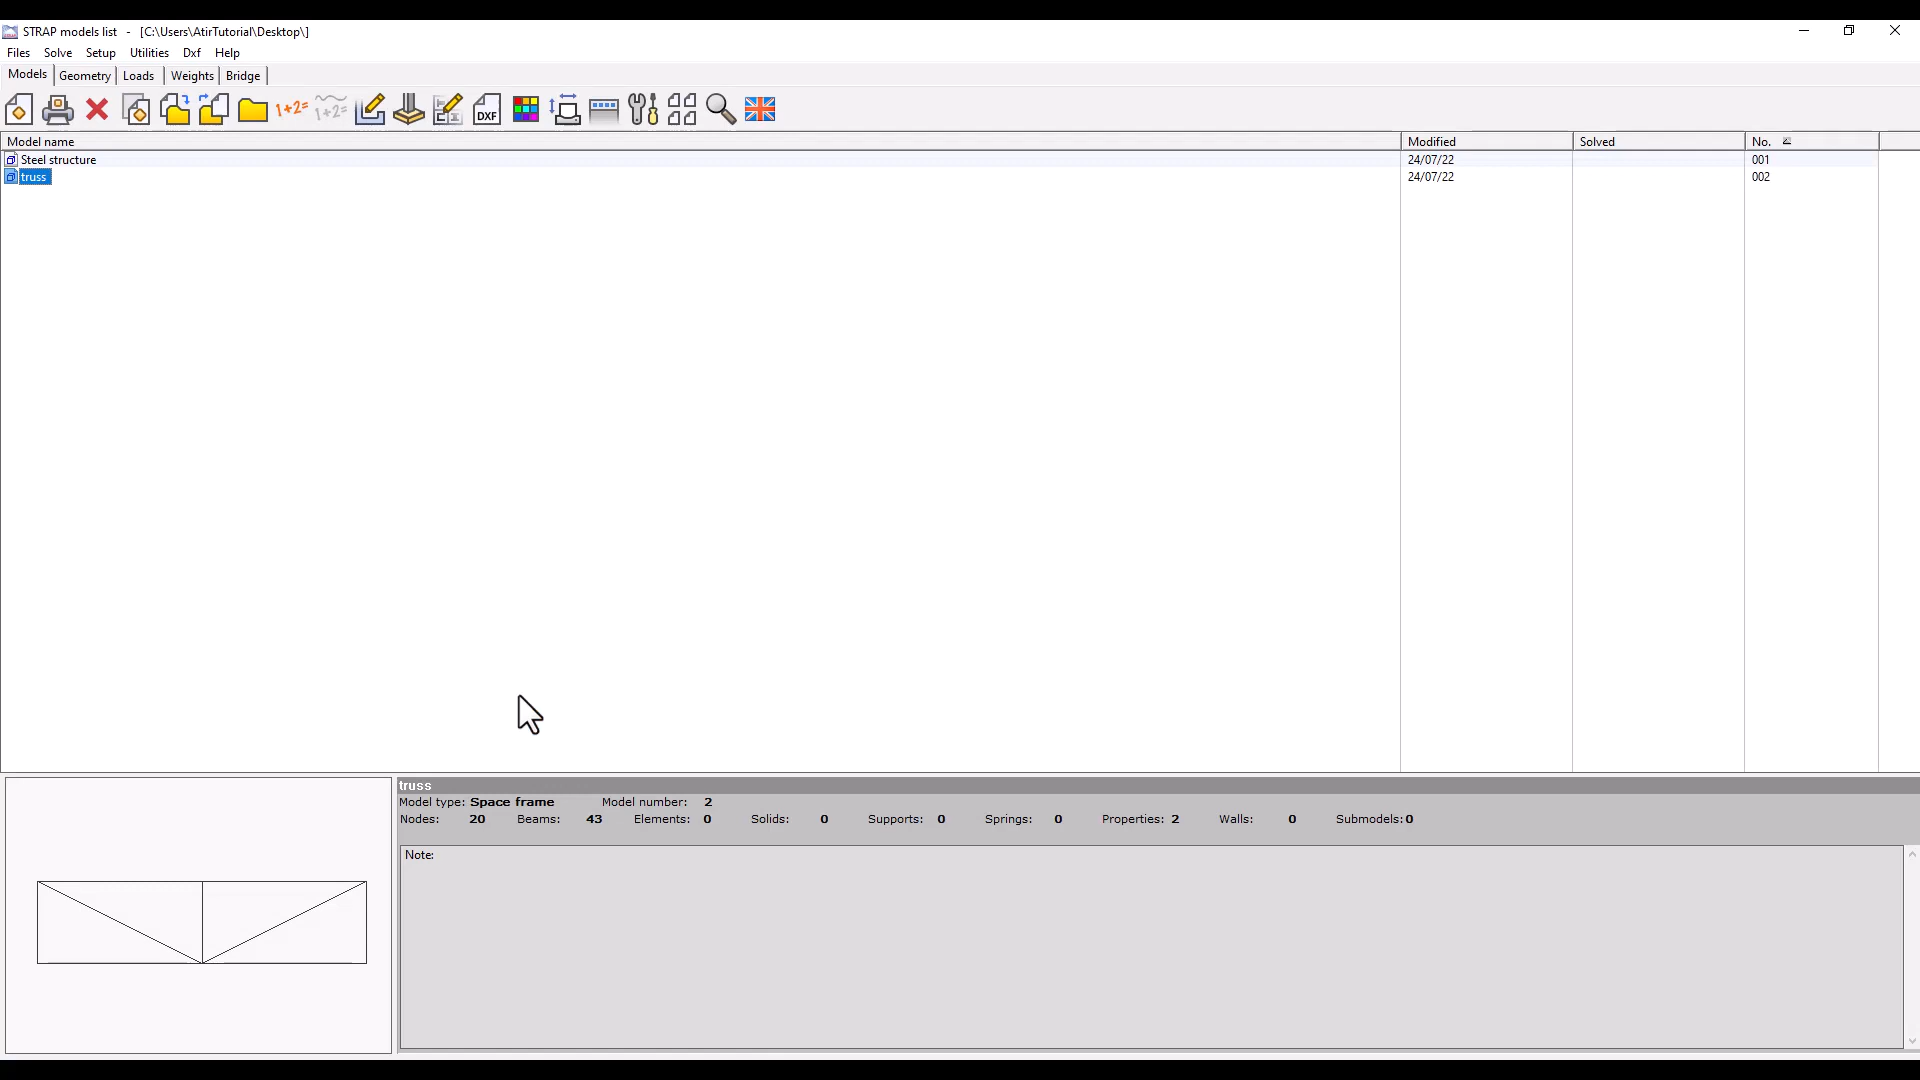 STRAP models list - [C:\Users\AtirTutorial\Desktop\]
Files Solve Setup Utilities Dxf Help
Models Geometry Loads Weights Bridge
1+2= 1+2= DXF
Model name Modified Solved No.
Steel structure 24/07/22 001
truss 24/07/22 002
truss
Model type: Space frame Model number: 2
Nodes: 20 Beams: 43 Elements: 0 Solids: 0 Supports: 0 Springs: 0 Properties: 2 Walls: 0 Submodels: 0
Note: